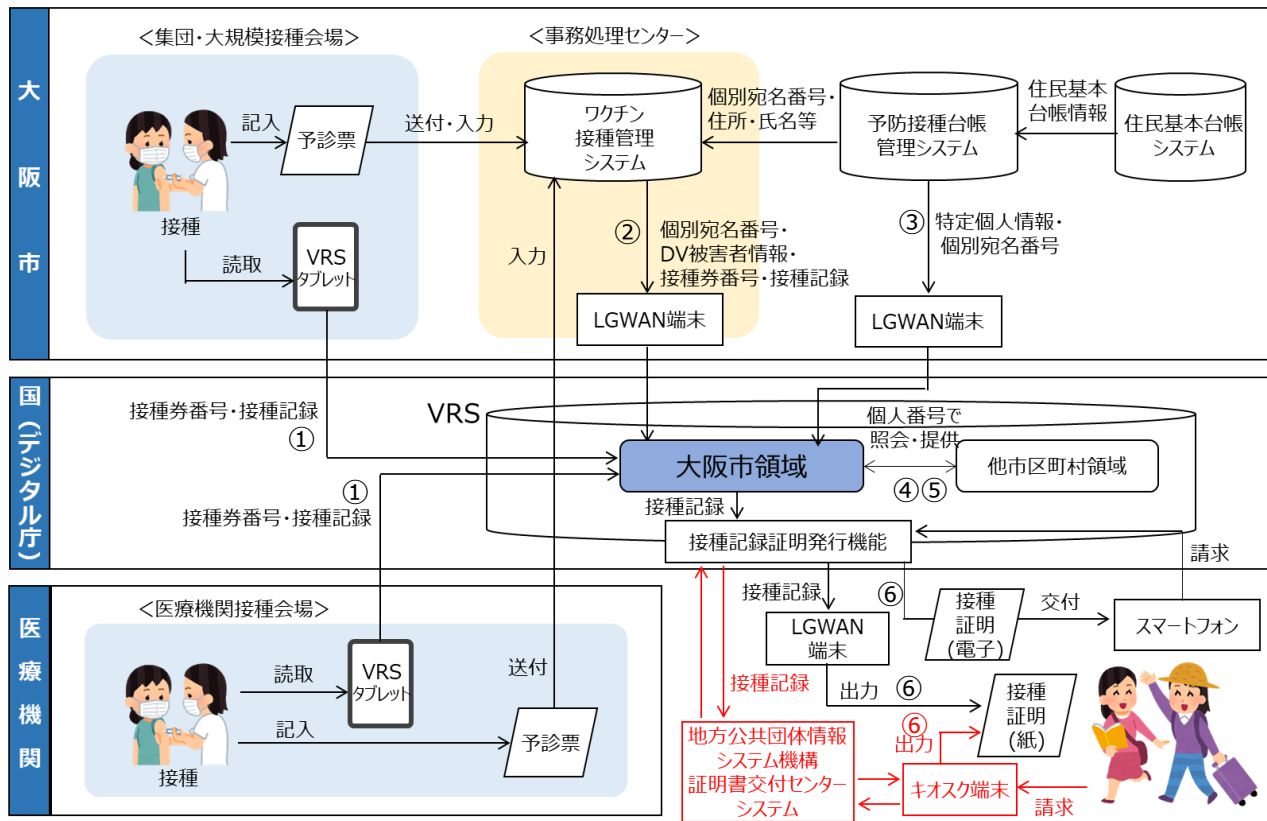 大阪市
＜集団・大規模接種会場＞
記入
予診票
送付・入力
接種
読取
VRS
タブレット
＜事務処理センター＞
ワクチン
接種管理
システム
個別宛名番号・
住所・氏名等
予防接種台帳
管理システム
住民基本
台帳情報
住民基本台帳
システム
入力
②
個別宛名番号・
DV被害者情報・
接種券番号・接種記録
③
特定個人情報・
個別宛名番号
LGWAN端末
LGWAN端末
国（デジタル庁）
接種券番号・接種記録
①
①
接種券番号・接種記録
VRS
個人番号で
照会・提供
大阪市領域
他市区町村領域
④⑤
接種記録
接種記録証明発行機能
請求
医療機関
＜医療機関接種会場＞
読取
VRS
タブレット
送付
記入
予診票
接種
接種記録
LGWAN
端末
⑥
接種
証明
(電子)
交付
スマートフォン
出力
⑥
接種
証明
(紙)
接種記録
地方公共団体情報
システム機構
証明書交付センター
システム
⑥
出力
キオスク端末
請求